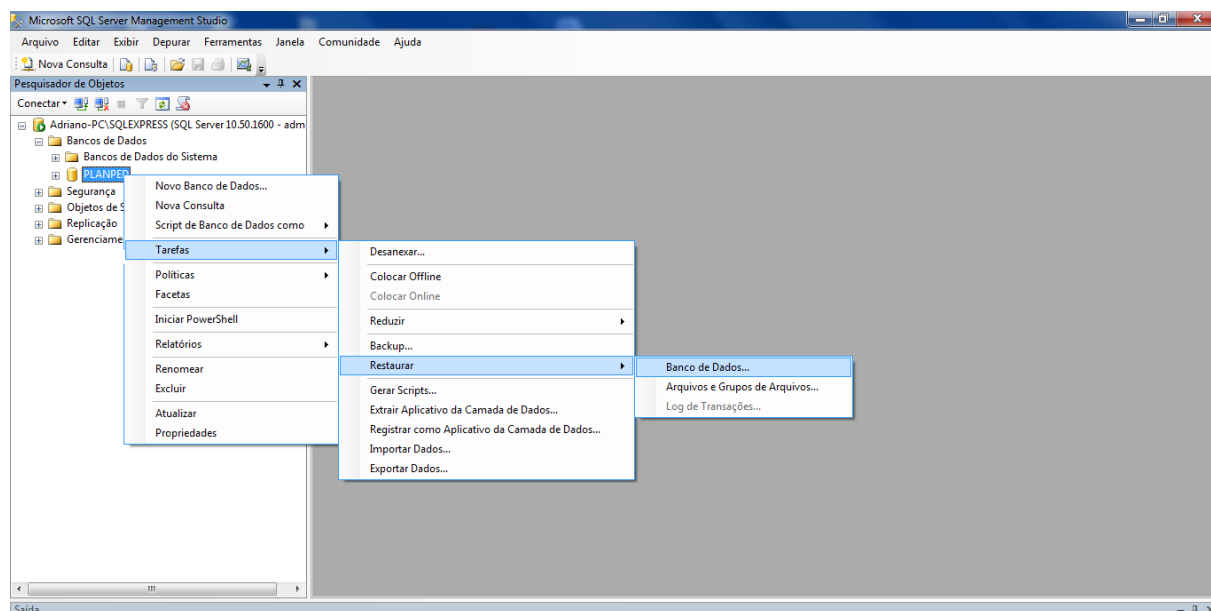 Microsoft SQL Server Management Studio
Arquivo Editar Exibir Depurar Ferramentas Janela Comunidade Ajuda
Nova Consulta
Pesquisador de Objetos
Conectar
Adriano-PC\SQLEXPRESS (SQL Server 10.50.1600 - adm
Bancos de Dados
Bancos de Dados do Sistema
PLANPED
Segurança
Objetos de S
Replicação
Gerenciame
Novo Banco de Dados...
Nova Consulta
Script de Banco de Dados como
Tarefas
Políticas
Facetas
Iniciar PowerShell
Relatórios
Renomear
Excluir
Atualizar
Propriedades
Desanexar...
Colocar Offline
Colocar Online
Reduzir
Backup...
Restaurar
Gerar Scripts...
Extrair Aplicativo da Camada de Dados...
Registrar como Aplicativo da Camada de Dados...
Importar Dados...
Exportar Dados...
Banco de Dados...
Arquivos e Grupos de Arquivos...
Log de Transações...
Saída